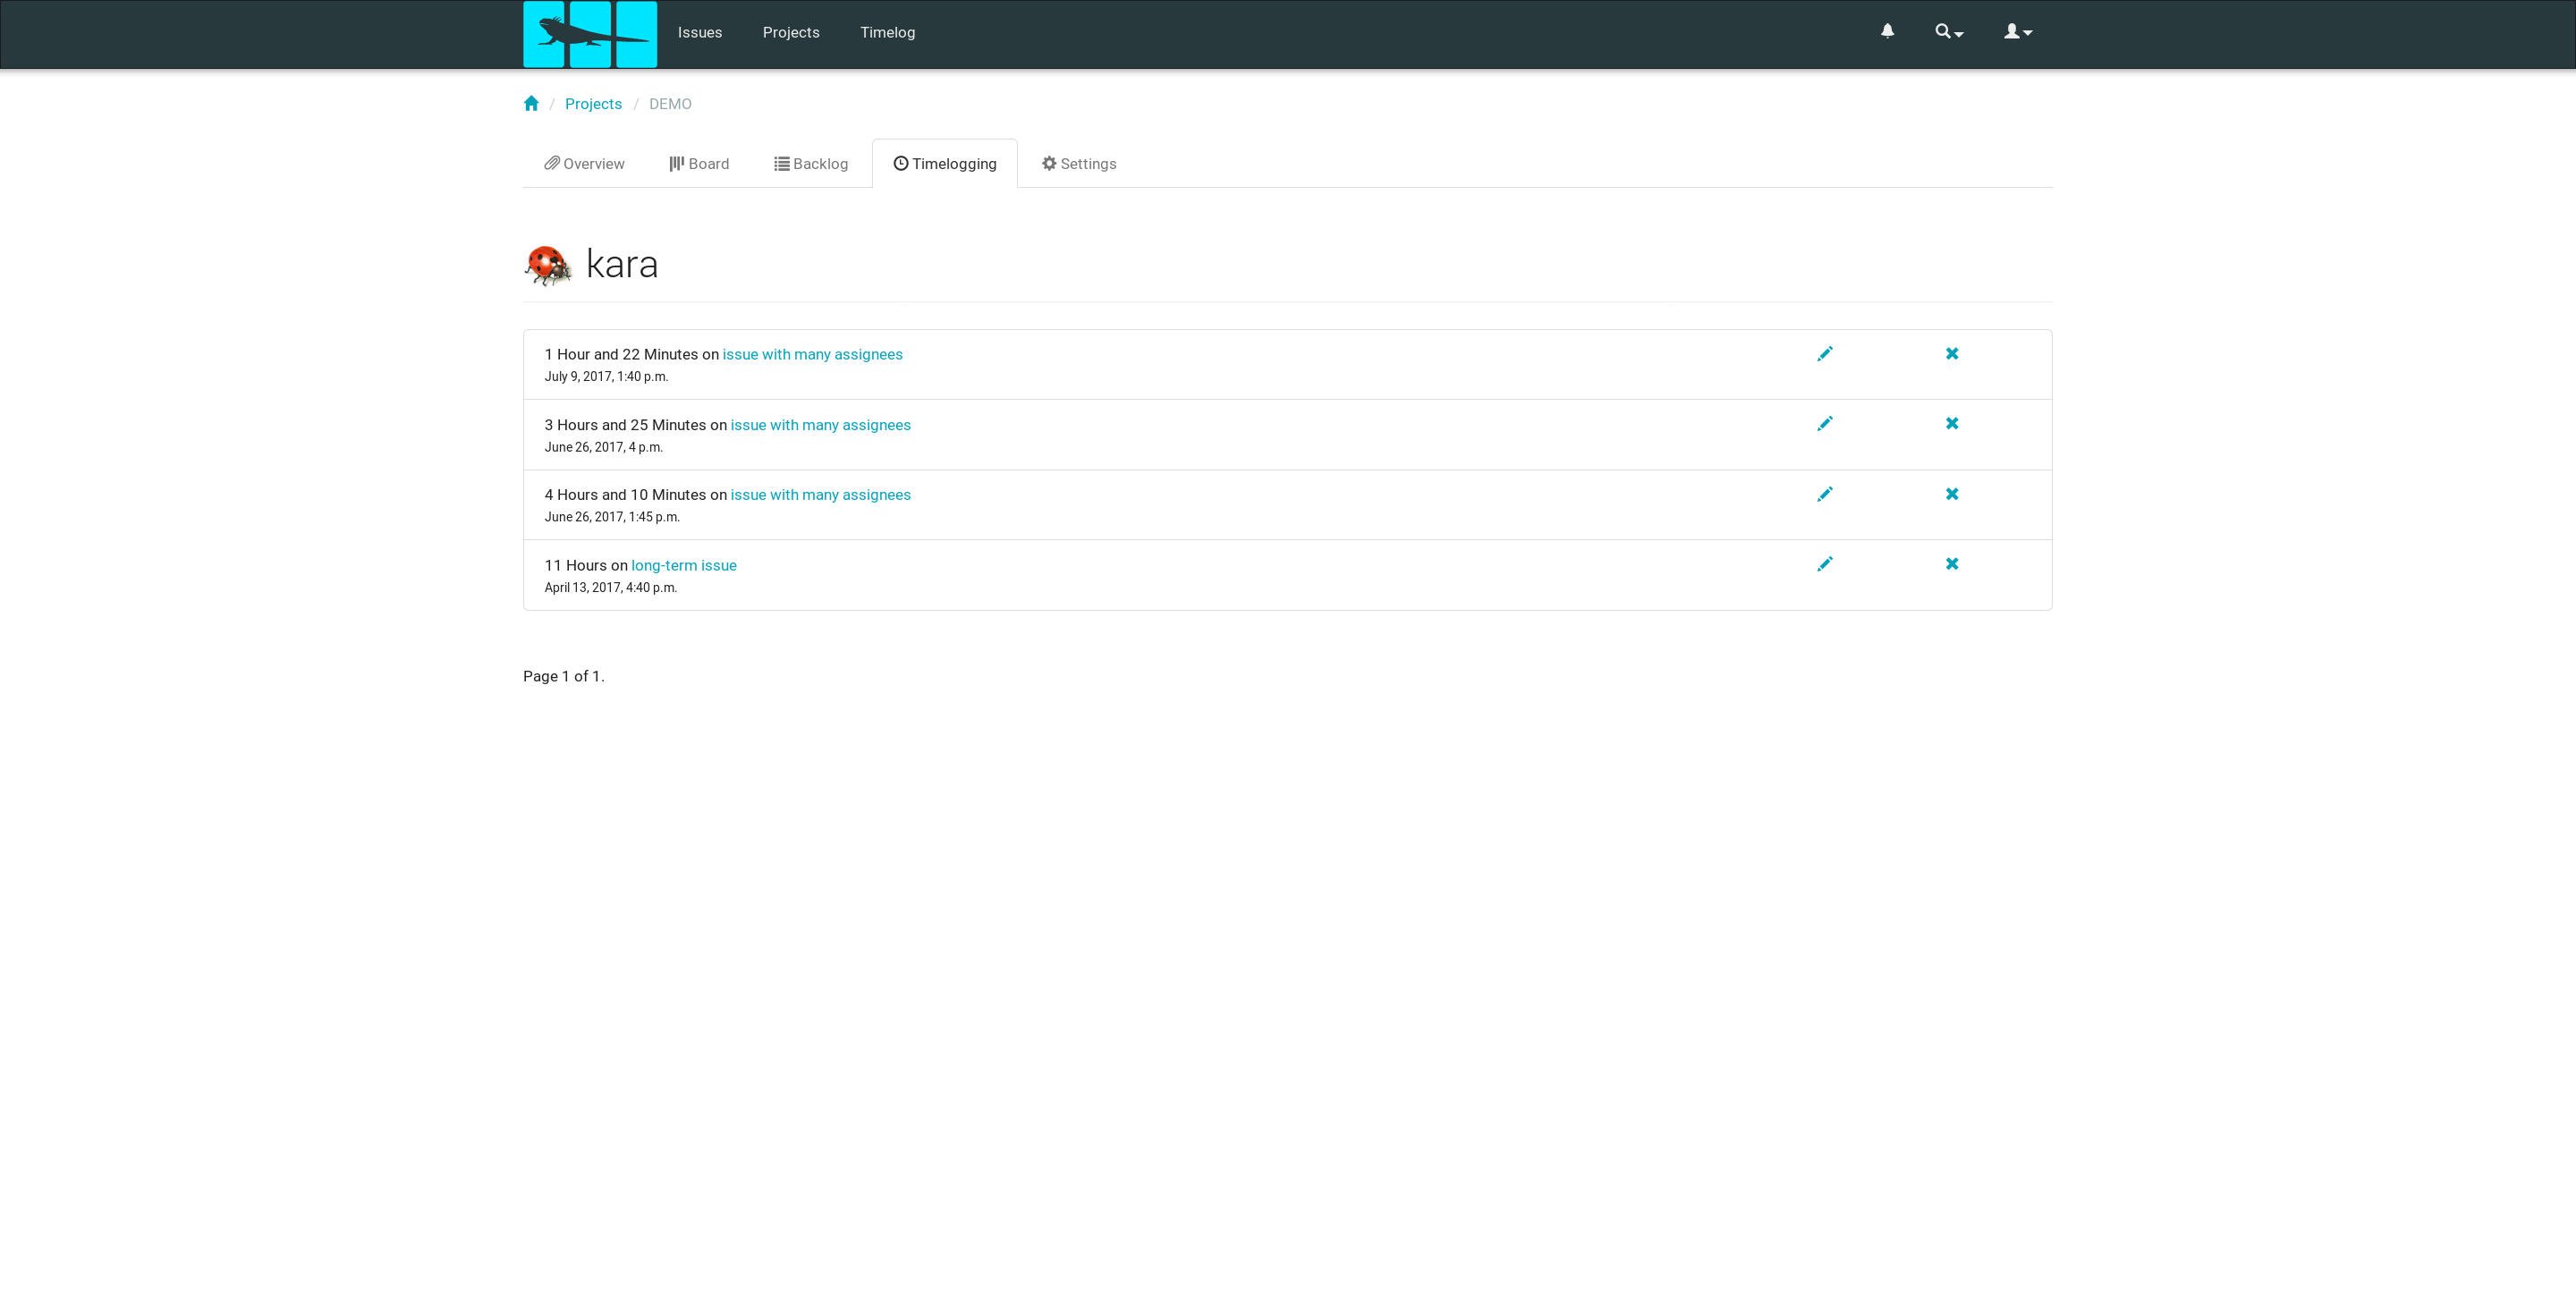 Issues Projects Timelog
/ Projects / DEMO
Overview Board Backlog Timelogging Settings
kara
1 Hour and 22 Minutes on issue with many assignees
July 9, 2017, 1:40 p.m.
3 Hours and 25 Minutes on issue with many assignees
June 26, 2017, 4 p.m.
4 Hours and 10 Minutes on issue with many assignees
June 26, 2017, 1:45 p.m.
11 Hours on long-term issue
April 13, 2017, 4:40 p.m.
Page 1 of 1.